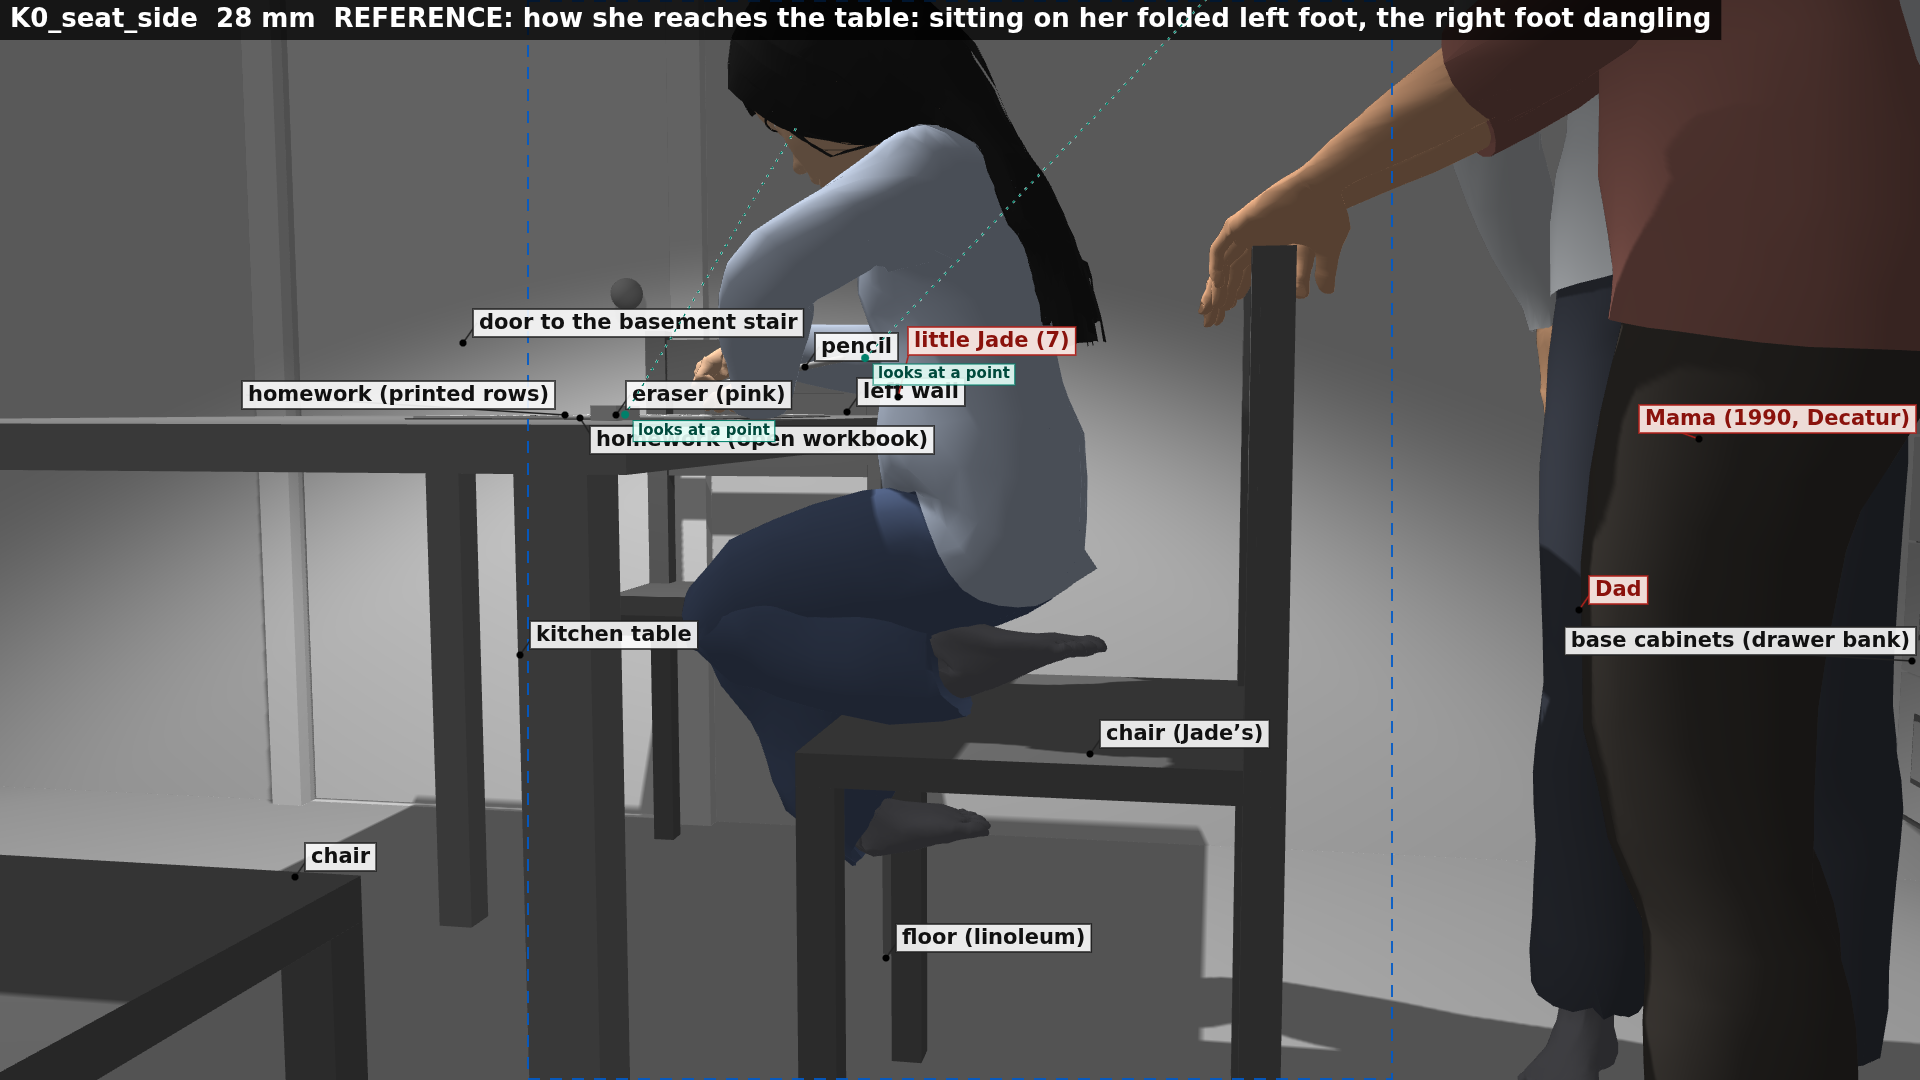 K0_seat_side 28 mm REFERENCE: how she reaches the table: sitting on her folded left foot, the right foot dangling
door to the basement stair
pencil
little Jade (7)
looks at a point
homework (printed rows)
eraser (pink)
left wall
looks at a point
homework (open workbook)
Mama (1990, Decatur)
Dad
kitchen table
base cabinets (drawer bank)
chair (Jade’s)
chair
floor (linoleum)